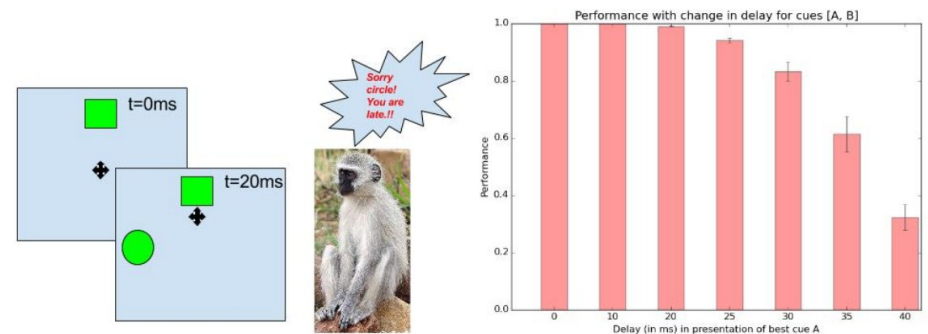 t=0ms
t=20ms
Sorry
circle!
You are
late.!!
Performance with change in delay for cues [A, B]
1.0
0.8
0.6
0.4
0.2
0.0
Performance
0 10 20 25 30 35 40
Delay (in ms) in presentation of best cue A